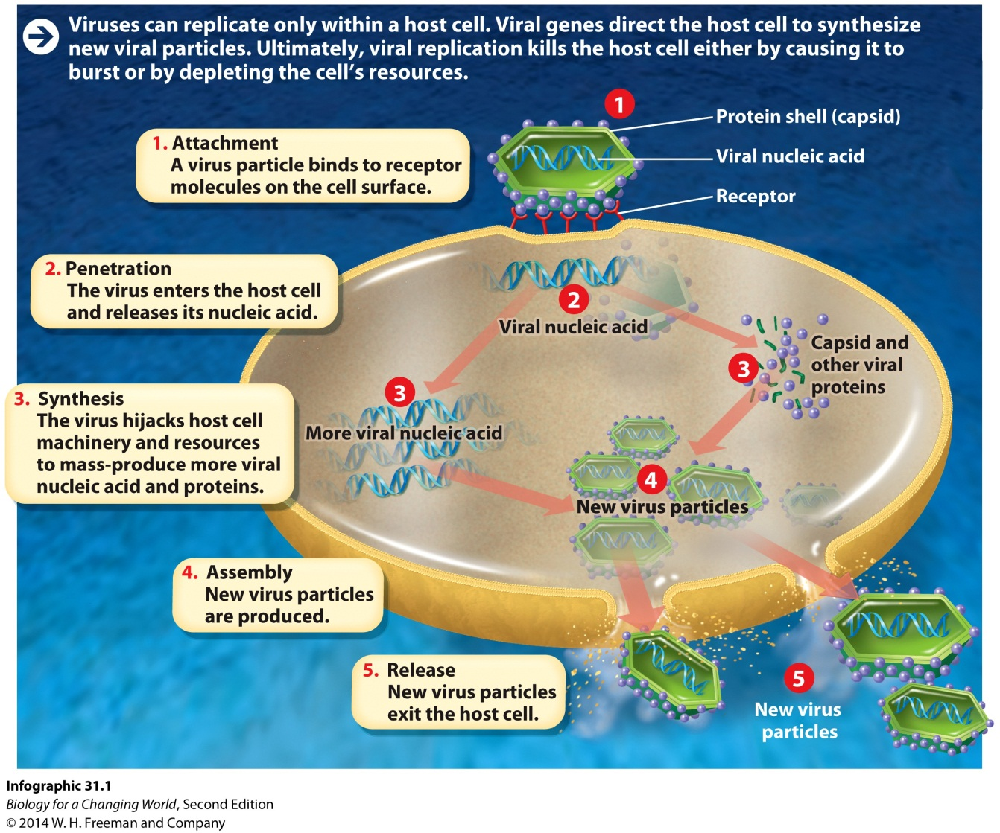 Viruses can replicate only within a host cell. Viral genes direct the host cell to synthesize
new viral particles. Ultimately, viral replication kills the host cell either by causing it to
burst or by depleting the cell's resources.
1
Protein shell (capsid)
1. Attachment
A virus particle binds to receptor
molecules on the cell surface.
Viral nucleic acid
Receptor
2. Penetration
The virus enters the host cell
and releases its nucleic acid.
2
Viral nucleic acid
3
Capsid and
other viral
proteins
3. Synthesis
The virus hijacks host cell
machinery and resources
to mass-produce more viral
nucleic acid and proteins.
3
More viral nucleic acid
4
New virus particles
4. Assembly
New virus particles
are produced.
5. Release
New virus particles
exit the host cell.
5
New virus
particles
Infographic 31.1
Biology for a Changing World, Second Edition
© 2014 W. H. Freeman and Company